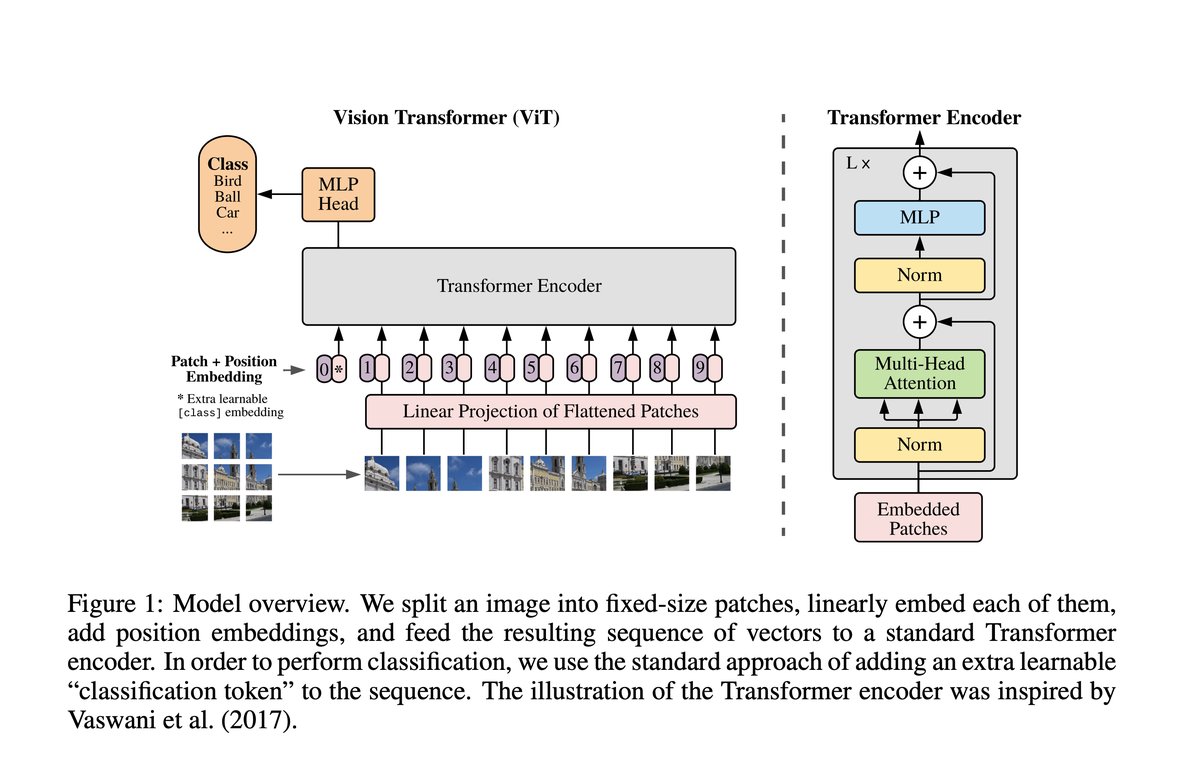 Vision Transformer (ViT)
Class
Bird
Ball
Car
...
MLP
Head
Transformer Encoder
Patch + Position
Embedding
* Extra learnable
[class] embedding
0 *
1
2
3
4
5
6
7
8
9
Linear Projection of Flattened Patches
Transformer Encoder
L ×
+
MLP
Norm
+
Multi-Head
Attention
Norm
Embedded
Patches
Figure 1: Model overview. We split an image into fixed-size patches, linearly embed each of them,
add position embeddings, and feed the resulting sequence of vectors to a standard Transformer
encoder. In order to perform classification, we use the standard approach of adding an extra learnable
“classification token” to the sequence. The illustration of the Transformer encoder was inspired by
Vaswani et al. (2017).